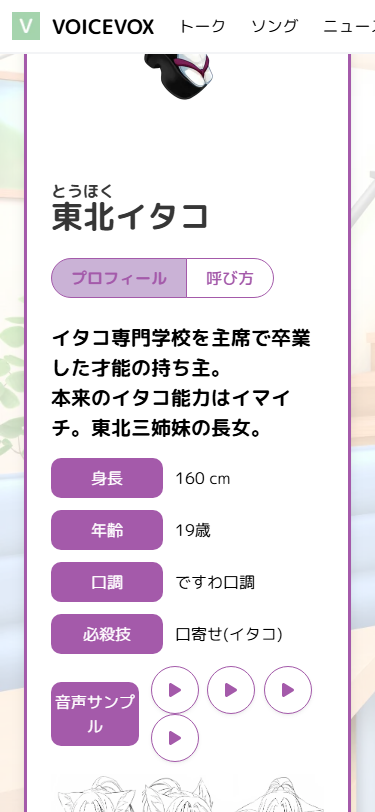 V VOICEVOX トーク ソング ニュース
とうほく
東北イタコ
プロフィール 呼び方
イタコ専門学校を主席で卒業
した才能の持ち主。
本来のイタコ能力はイマイ
チ。東北三姉妹の長女。
身長 160 cm
年齢 19歳
口調 ですわ口調
必殺技 口寄せ(イタコ)
音声サンプ
ル